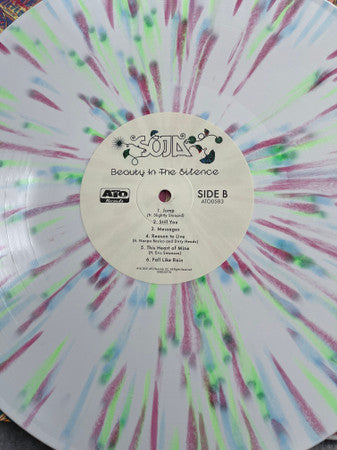 SOJA
Beauty In The Silence
ATO
Records
SIDE B
ATO0583
1. Jump
(ft. Slightly Stoopid)
2. Still You
3. Messages
4. Reason to Live
(ft. Nanpa Básico and Dirty Heads)
5. This Heart of Mine
(ft. Eric Swanson)
6. Fall Like Rain